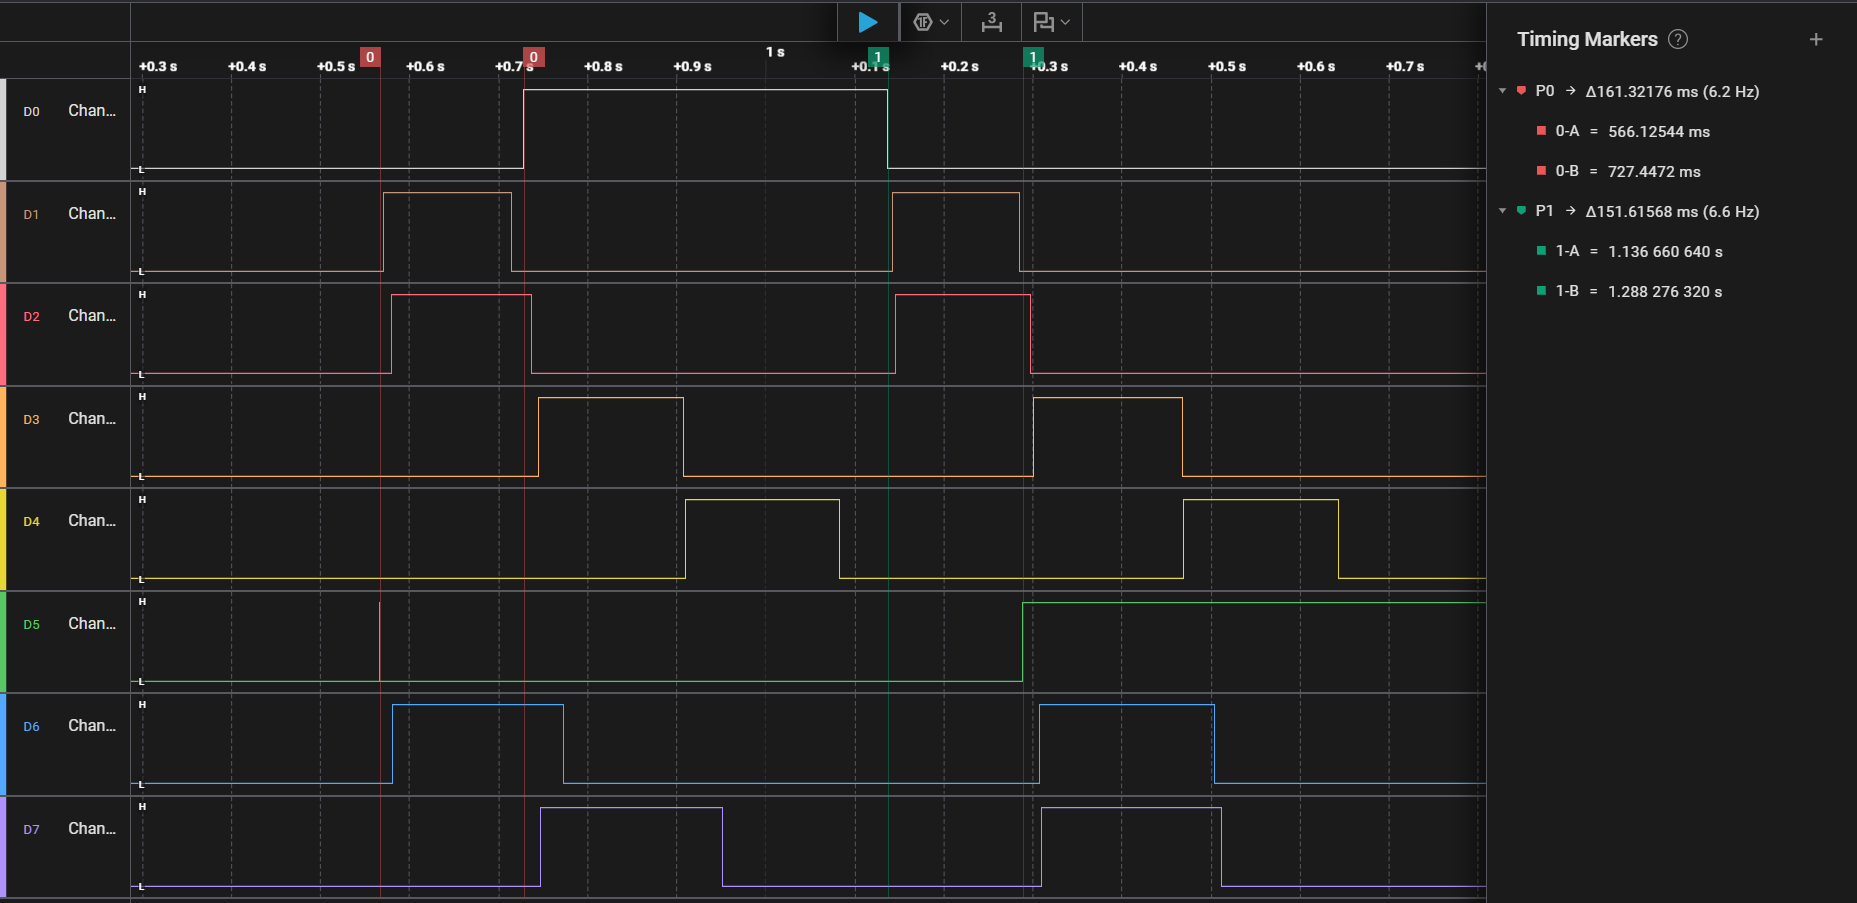 3
Timing Markers ?
1 s
0 0 1 1
+0.3 s +0.4 s +0.5 s +0.6 s +0.7 s +0.8 s +0.9 s +0.1 s +0.2 s +0.3 s +0.4 s +0.5 s +0.6 s +0.7 s
P0 → Δ161.32176 ms (6.2 Hz)
0-A = 566.12544 ms
0-B = 727.4472 ms
P1 → Δ151.61568 ms (6.6 Hz)
1-A = 1.136 660 640 s
1-B = 1.288 276 320 s
H
D0 Chan...
L
H
D1 Chan...
L
H
D2 Chan...
L
H
D3 Chan...
L
H
D4 Chan...
L
H
D5 Chan...
L
H
D6 Chan...
L
H
D7 Chan...
L